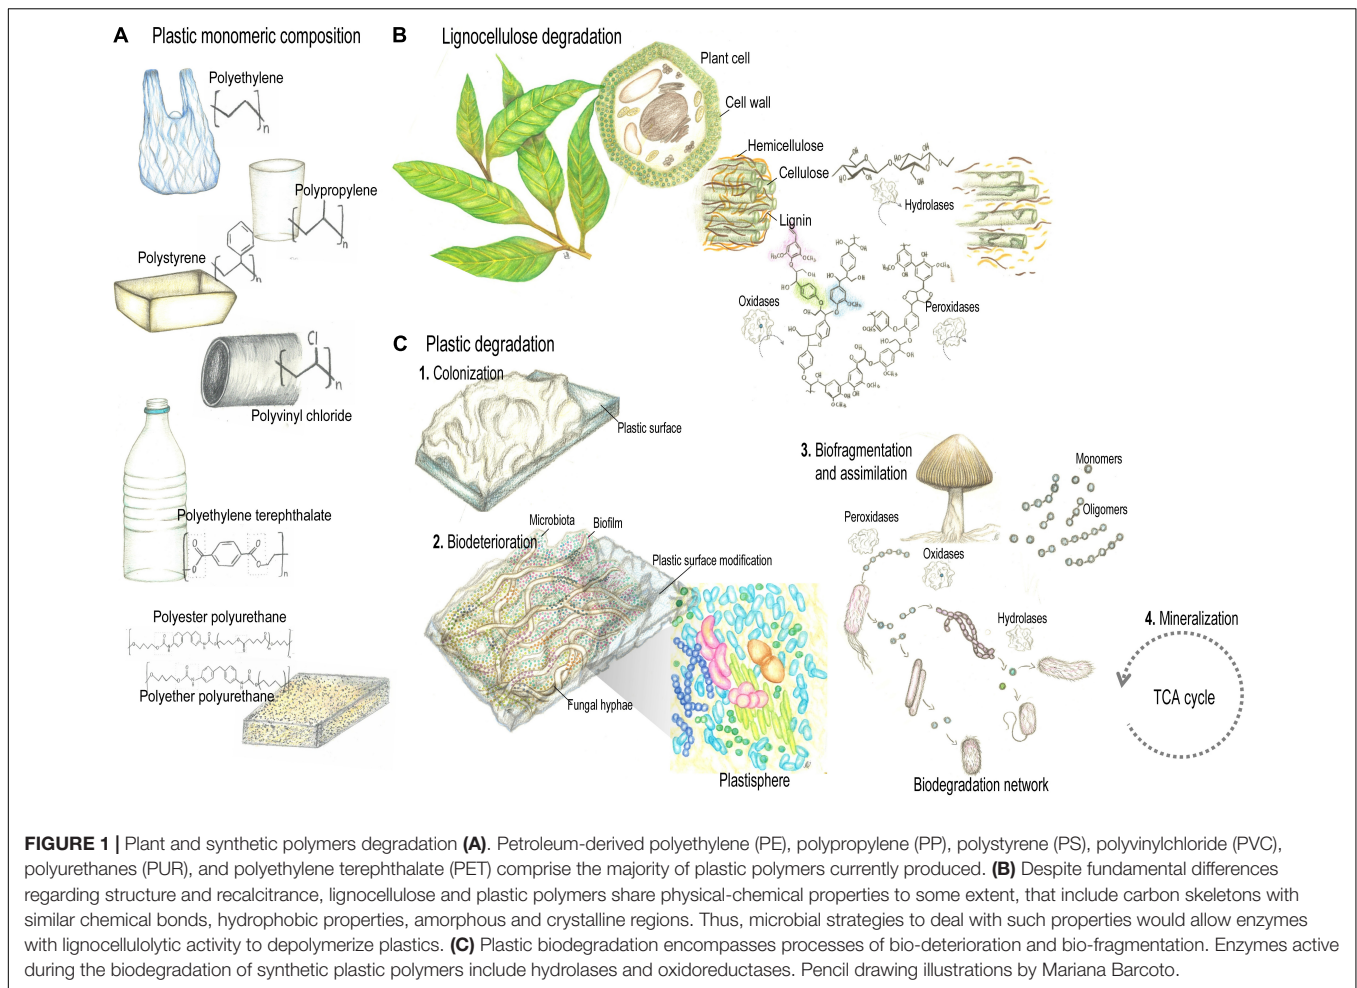 A Plastic monomeric composition
Polyethylene
n
Polypropylene
n
Polystyrene
n
Cl
n
Polyvinyl chloride
Polyethylene terephthalate
n
Polyester polyurethane
Polyether polyurethane
B Lignocellulose degradation
Plant cell
Cell wall
Hemicellulose
Cellulose
Lignin
Hydrolases
Oxidases
Peroxidases
C Plastic degradation
1. Colonization
Plastic surface
2. Biodeterioration
Microbiota
Biofilm
Plastic surface modification
Fungal hyphae
Plastisphere
3. Biofragmentation
and assimilation
Monomers
Oligomers
Peroxidases
Oxidases
Hydrolases
Biodegradation network
4. Mineralization
TCA cycle
FIGURE 1 | Plant and synthetic polymers degradation (A). Petroleum-derived polyethylene (PE), polypropylene (PP), polystyrene (PS), polyvinylchloride (PVC),
polyurethanes (PUR), and polyethylene terephthalate (PET) comprise the majority of plastic polymers currently produced. (B) Despite fundamental differences
regarding structure and recalcitrance, lignocellulose and plastic polymers share physical-chemical properties to some extent, that include carbon skeletons with
similar chemical bonds, hydrophobic properties, amorphous and crystalline regions. Thus, microbial strategies to deal with such properties would allow enzymes
with lignocellulolytic activity to depolymerize plastics. (C) Plastic biodegradation encompasses processes of bio-deterioration and bio-fragmentation. Enzymes active
during the biodegradation of synthetic plastic polymers include hydrolases and oxidoreductases. Pencil drawing illustrations by Mariana Barcoto.